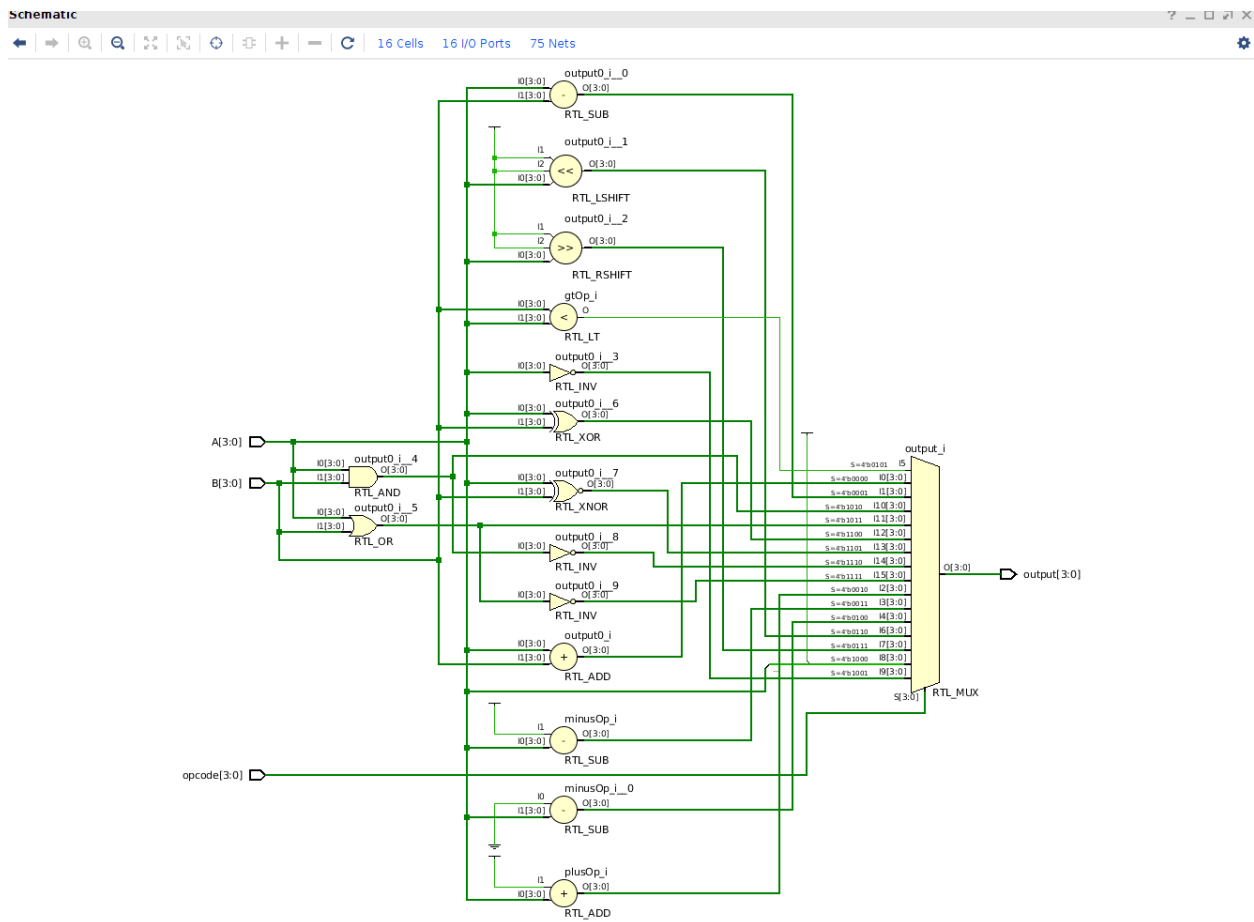 Schematic
16 Cells 16 I/O Ports 75 Nets
output0_i__0
I0[3:0]
I1[3:0]
-
O[3:0]
RTL_SUB
output0_i__1
I1
I2
I0[3:0]
<<
O[3:0]
RTL_LSHIFT
output0_i__2
I1
I2
I0[3:0]
>>
O[3:0]
RTL_RSHIFT
gtOp_i
I0[3:0]
I1[3:0]
<
O
RTL_LT
output0_i__3
I0[3:0]
O[3:0]
RTL_INV
output0_i__6
I0[3:0]
I1[3:0]
O[3:0]
RTL_XOR
A[3:0]
B[3:0]
output0_i__4
I0[3:0]
I1[3:0]
O[3:0]
RTL_AND
output0_i__5
I0[3:0]
I1[3:0]
O[3:0]
RTL_OR
output0_i__7
I0[3:0]
I1[3:0]
O[3:0]
RTL_XNOR
output0_i__8
I0[3:0]
O[3:0]
RTL_INV
output0_i__9
I0[3:0]
O[3:0]
RTL_INV
output0_i
I0[3:0]
I1[3:0]
+
O[3:0]
RTL_ADD
minusOp_i
I1
I0[3:0]
-
O[3:0]
RTL_SUB
opcode[3:0]
minusOp_i__0
I0
I1[3:0]
-
O[3:0]
RTL_SUB
plusOp_i
I1
I0[3:0]
+
O[3:0]
RTL_ADD
output_i
S=4'b0101 I5
S=4'b0000 I0[3:0]
S=4'b0001 I1[3:0]
S=4'b1010 I10[3:0]
S=4'b1011 I11[3:0]
S=4'b1100 I12[3:0]
S=4'b1101 I13[3:0]
S=4'b1110 I14[3:0]
S=4'b1111 I15[3:0]
S=4'b0010 I2[3:0]
S=4'b0011 I3[3:0]
S=4'b0100 I4[3:0]
S=4'b0110 I6[3:0]
S=4'b0111 I7[3:0]
S=4'b1000 I8[3:0]
S=4'b1001 I9[3:0]
S[3:0]
RTL_MUX
O[3:0]
output[3:0]